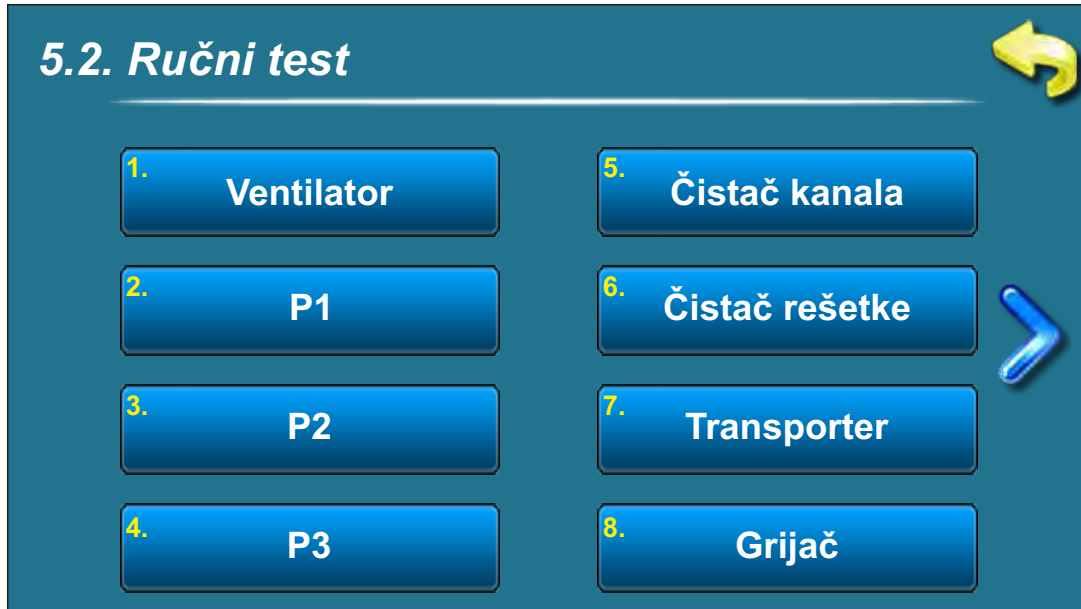 5.2. Ručni test
1. Ventilator
2. P1
3. P2
4. P3
5. Čistač kanala
6. Čistač rešetke
7. Transporter
8. Grijač